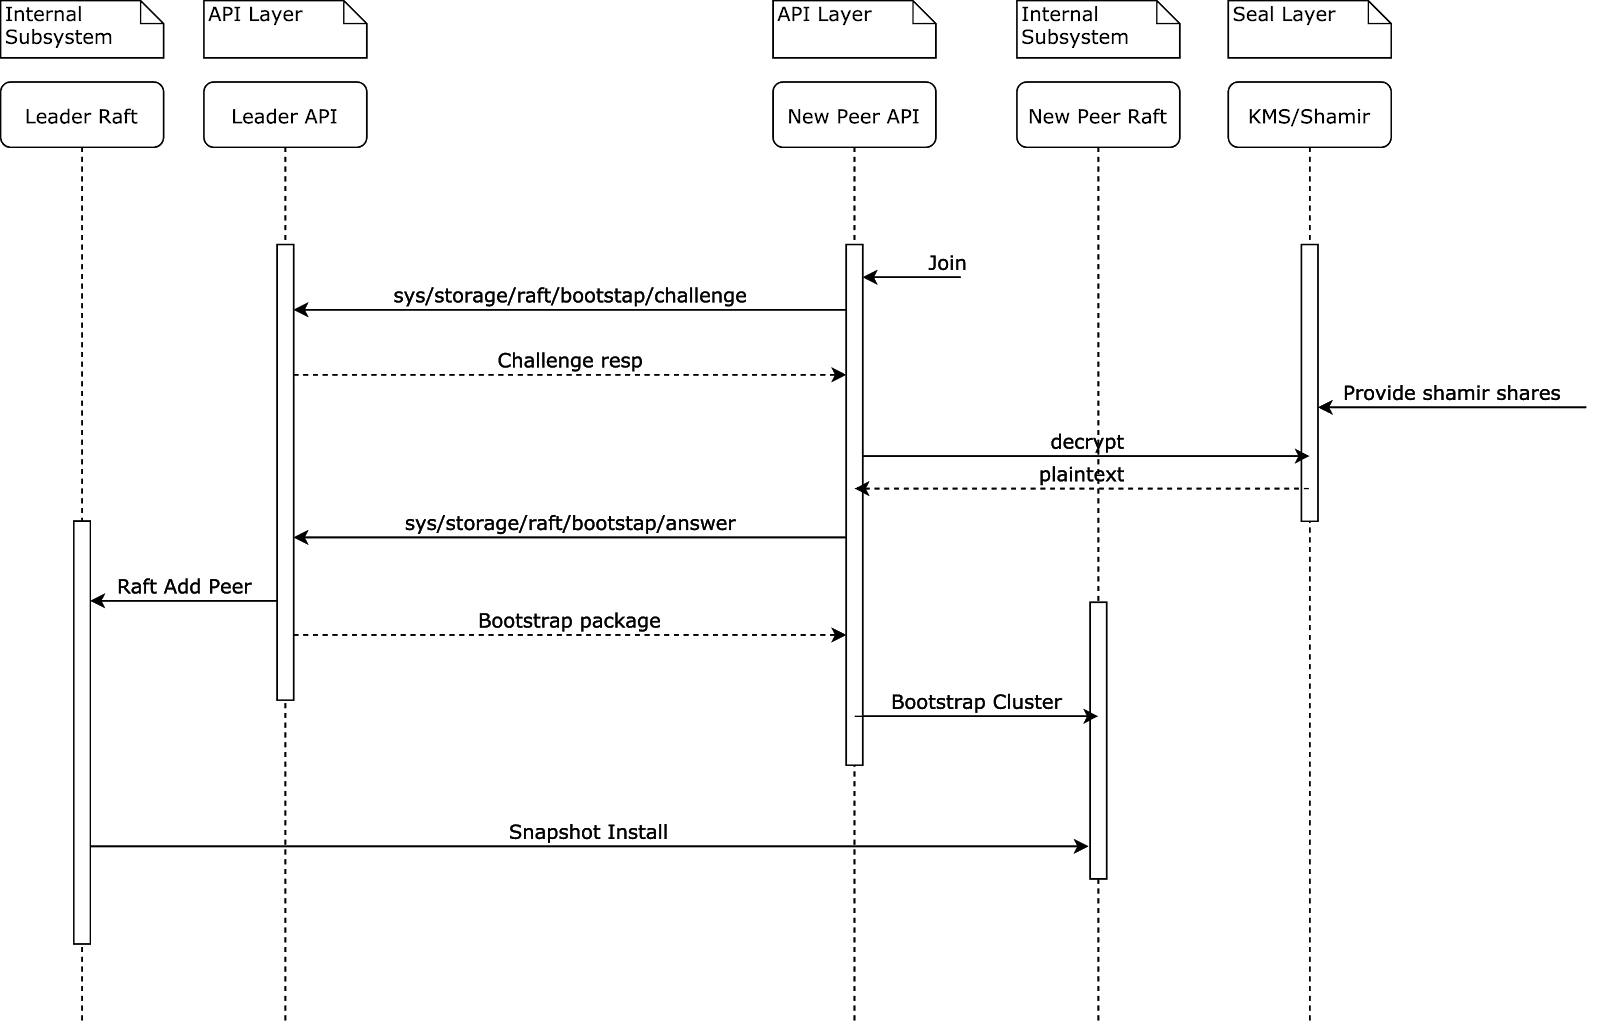 Internal
Subsystem
API Layer
API Layer
Internal
Subsystem
Seal Layer
Leader Raft
Leader API
New Peer API
New Peer Raft
KMS/Shamir
Join
sys/storage/raft/bootstap/challenge
Challenge resp
Provide shamir shares
decrypt
plaintext
sys/storage/raft/bootstap/answer
Raft Add Peer
Bootstrap package
Bootstrap Cluster
Snapshot Install